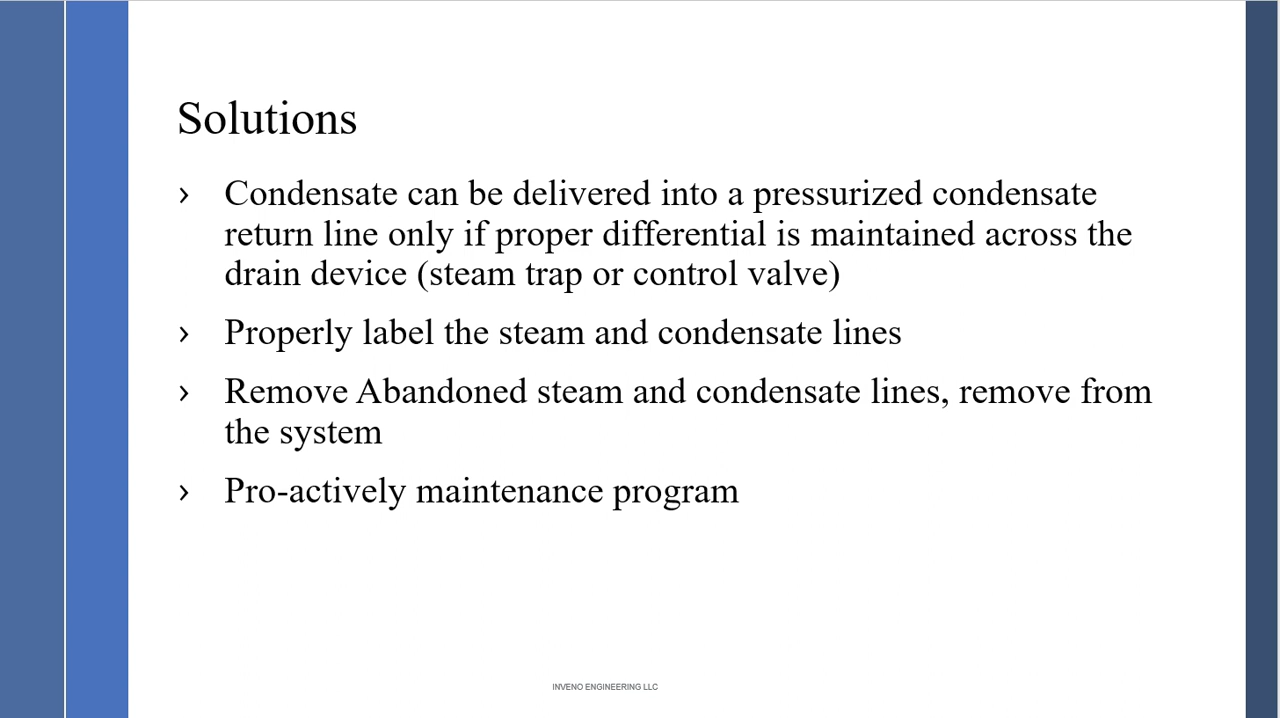 Solutions
› Condensate can be delivered into a pressurized condensate
return line only if proper differential is maintained across the
drain device (steam trap or control valve)
› Properly label the steam and condensate lines
› Remove Abandoned steam and condensate lines, remove from
the system
› Pro-actively maintenance program
INVENO ENGINEERING LLC